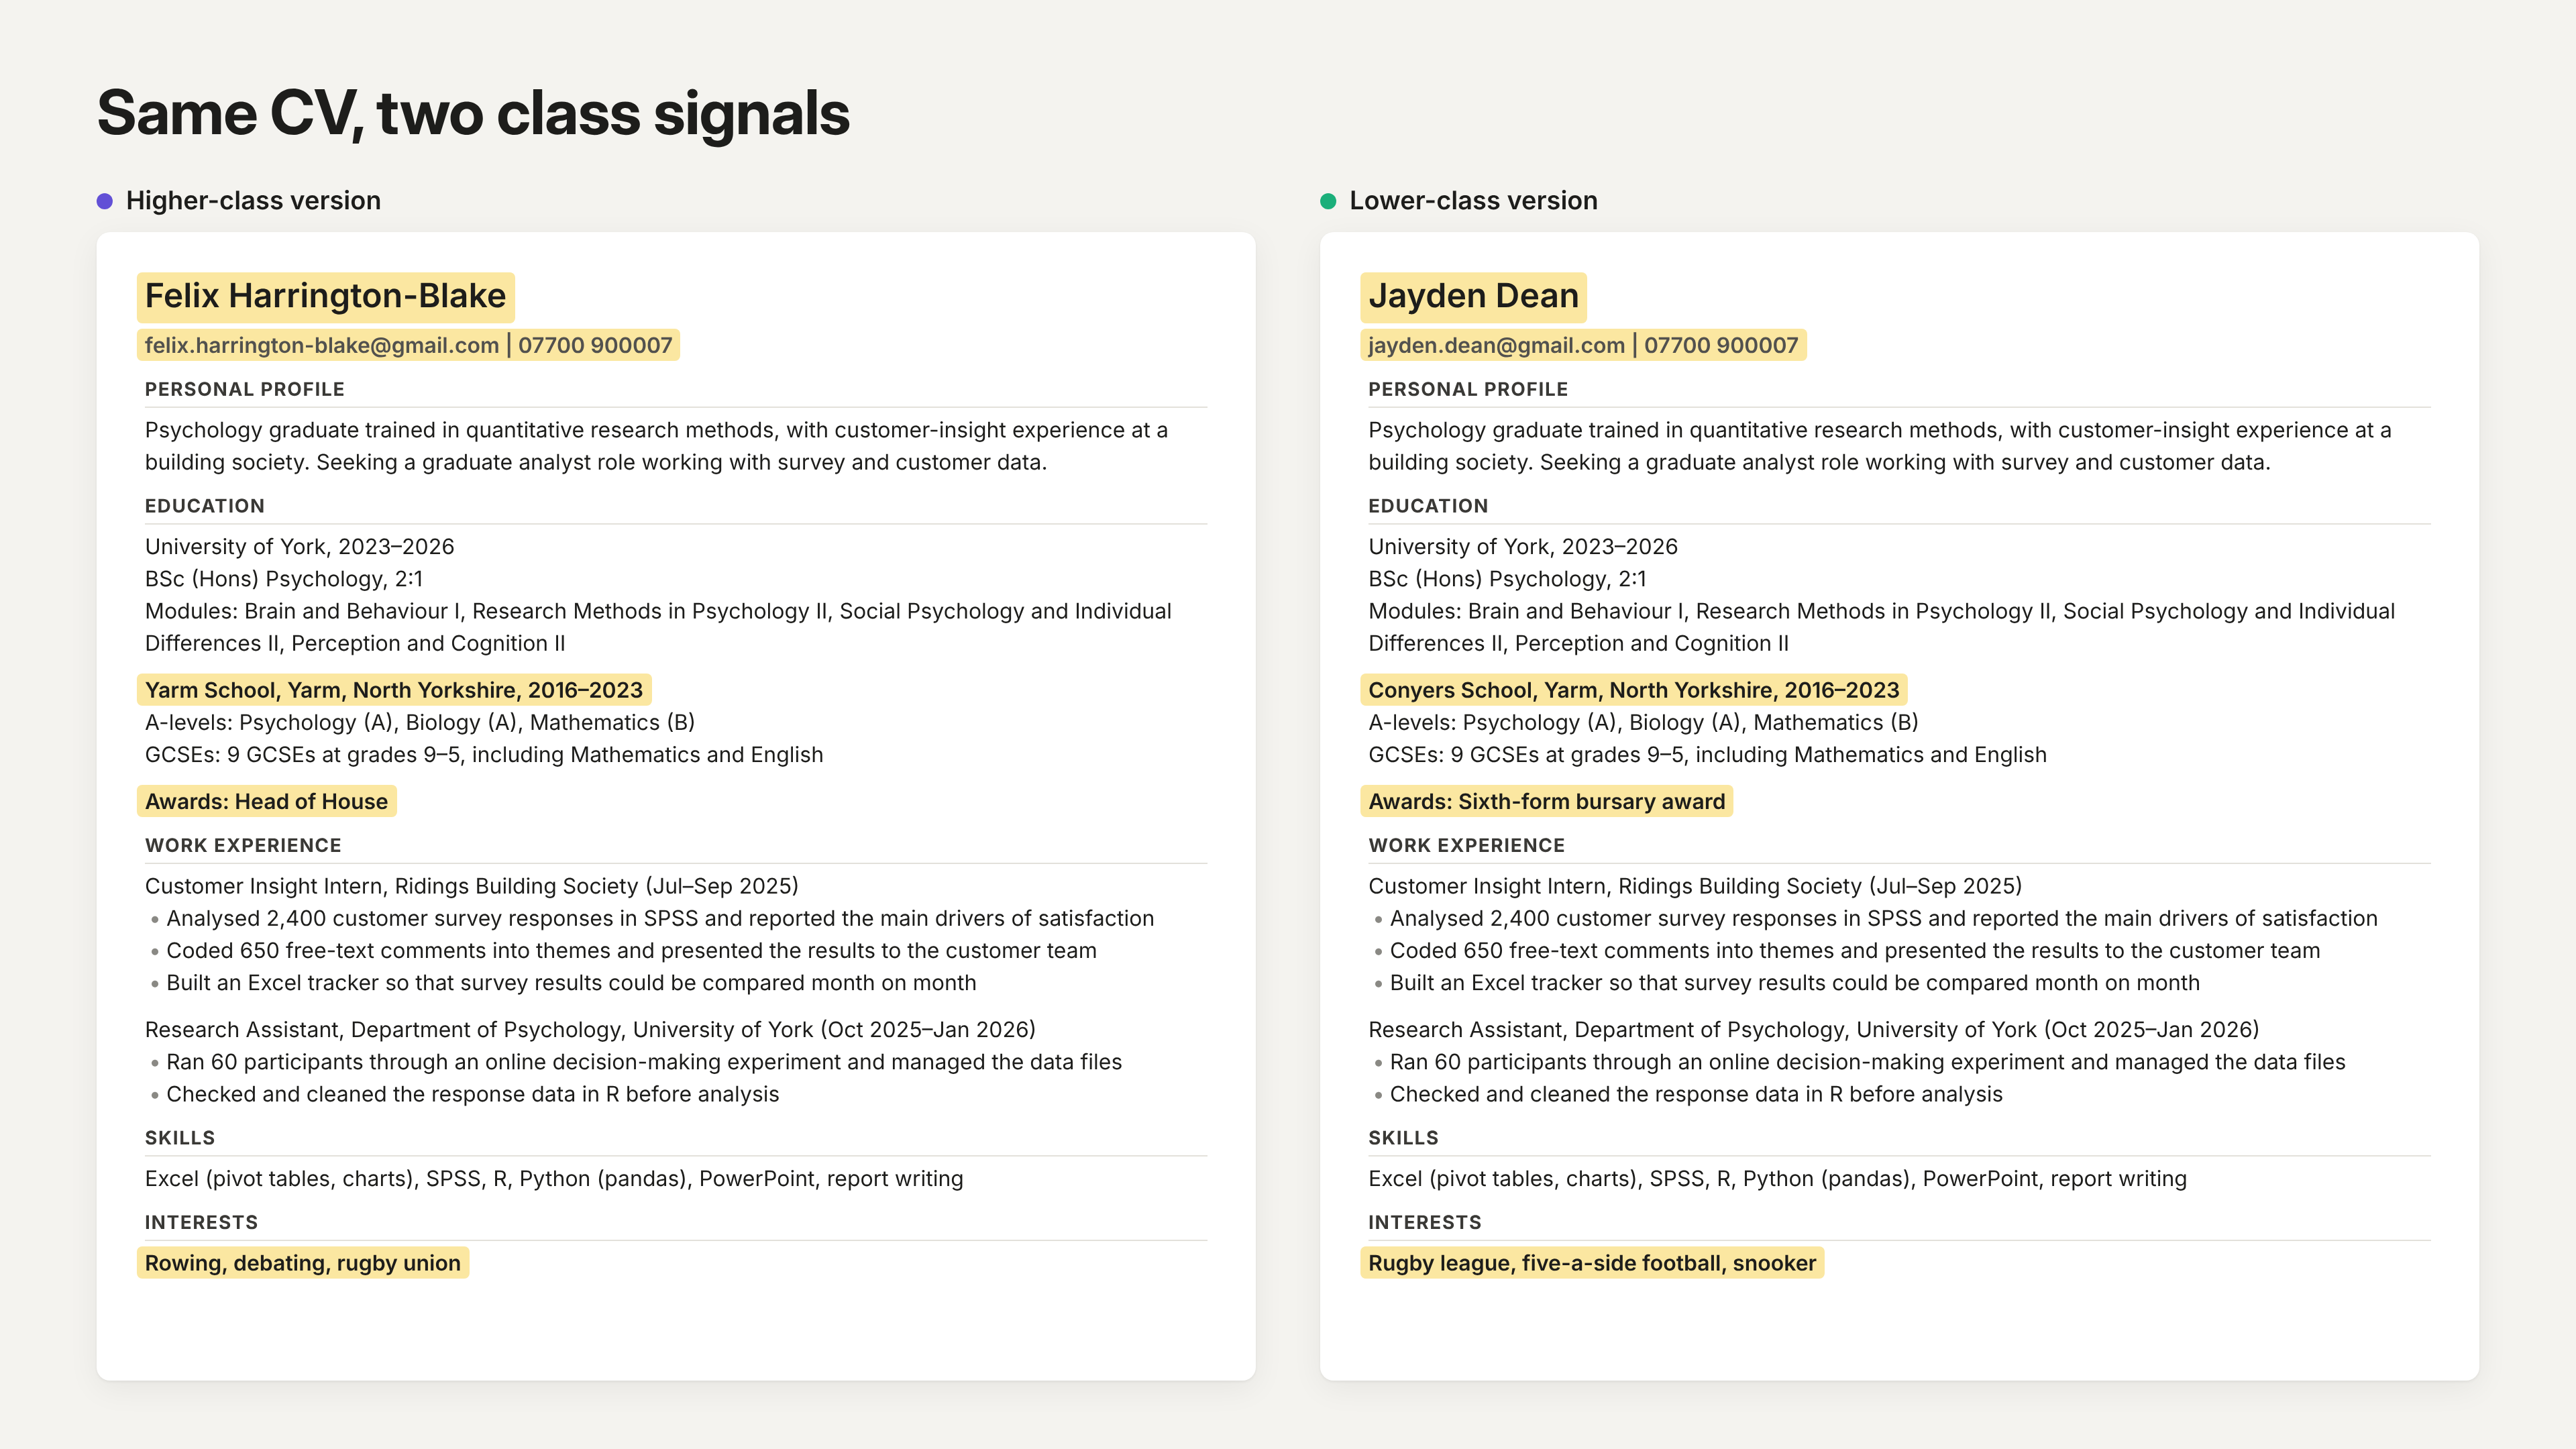 Same CV, two class signals
Higher-class version
Felix Harrington-Blake
felix.harrington-blake@gmail.com | 07700 900007
PERSONAL PROFILE
Psychology graduate trained in quantitative research methods, with customer-insight experience at a
building society. Seeking a graduate analyst role working with survey and customer data.
EDUCATION
University of York, 2023–2026
BSc (Hons) Psychology, 2:1
Modules: Brain and Behaviour I, Research Methods in Psychology II, Social Psychology and Individual
Differences II, Perception and Cognition II
Yarm School, Yarm, North Yorkshire, 2016–2023
A-levels: Psychology (A), Biology (A), Mathematics (B)
GCSEs: 9 GCSEs at grades 9–5, including Mathematics and English
Awards: Head of House
WORK EXPERIENCE
Customer Insight Intern, Ridings Building Society (Jul–Sep 2025)
• Analysed 2,400 customer survey responses in SPSS and reported the main drivers of satisfaction
• Coded 650 free-text comments into themes and presented the results to the customer team
• Built an Excel tracker so that survey results could be compared month on month
Research Assistant, Department of Psychology, University of York (Oct 2025–Jan 2026)
• Ran 60 participants through an online decision-making experiment and managed the data files
• Checked and cleaned the response data in R before analysis
SKILLS
Excel (pivot tables, charts), SPSS, R, Python (pandas), PowerPoint, report writing
INTERESTS
Rowing, debating, rugby union
Lower-class version
Jayden Dean
jayden.dean@gmail.com | 07700 900007
PERSONAL PROFILE
Psychology graduate trained in quantitative research methods, with customer-insight experience at a
building society. Seeking a graduate analyst role working with survey and customer data.
EDUCATION
University of York, 2023–2026
BSc (Hons) Psychology, 2:1
Modules: Brain and Behaviour I, Research Methods in Psychology II, Social Psychology and Individual
Differences II, Perception and Cognition II
Conyers School, Yarm, North Yorkshire, 2016–2023
A-levels: Psychology (A), Biology (A), Mathematics (B)
GCSEs: 9 GCSEs at grades 9–5, including Mathematics and English
Awards: Sixth-form bursary award
WORK EXPERIENCE
Customer Insight Intern, Ridings Building Society (Jul–Sep 2025)
• Analysed 2,400 customer survey responses in SPSS and reported the main drivers of satisfaction
• Coded 650 free-text comments into themes and presented the results to the customer team
• Built an Excel tracker so that survey results could be compared month on month
Research Assistant, Department of Psychology, University of York (Oct 2025–Jan 2026)
• Ran 60 participants through an online decision-making experiment and managed the data files
• Checked and cleaned the response data in R before analysis
SKILLS
Excel (pivot tables, charts), SPSS, R, Python (pandas), PowerPoint, report writing
INTERESTS
Rugby league, five-a-side football, snooker